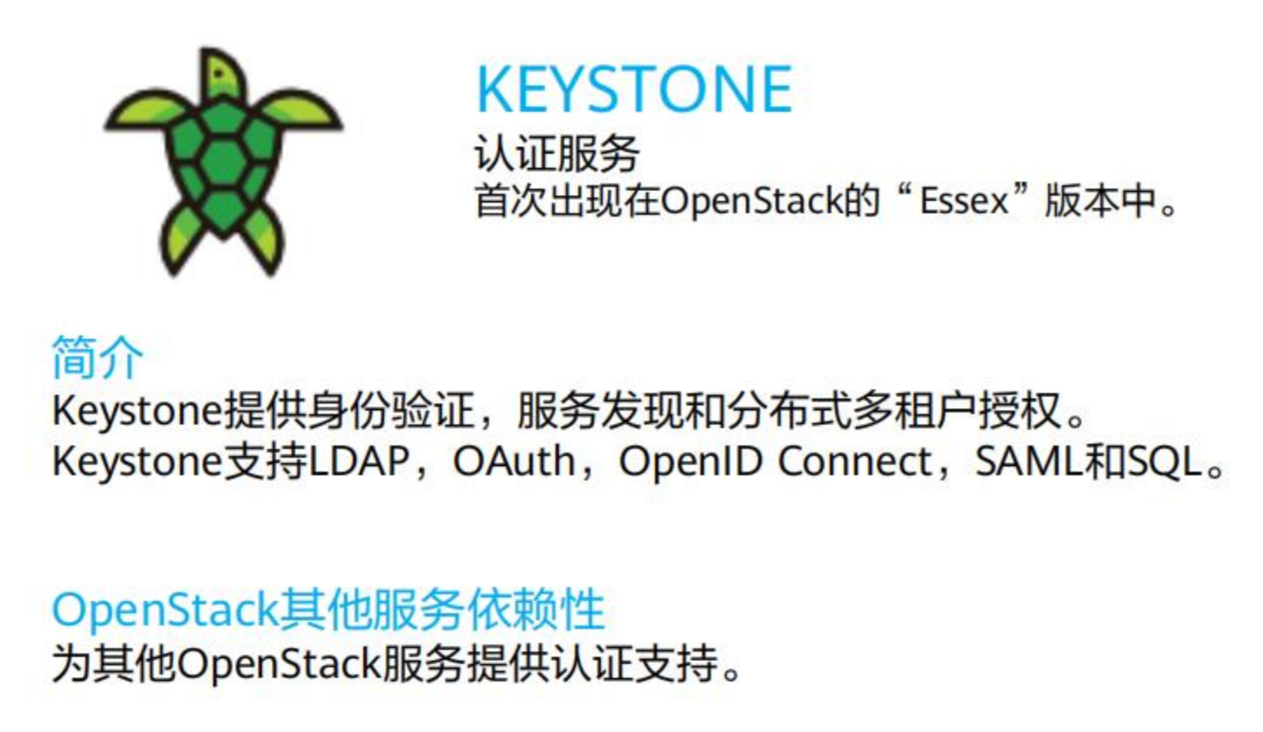 KEYSTONE
认证服务
首次出现在OpenStack的“Essex”版本中。
简介
Keystone提供身份验证，服务发现和分布式多租户授权。
Keystone支持LDAP，OAuth，OpenID Connect，SAML和SQL。
OpenStack其他服务依赖性
为其他OpenStack服务提供认证支持。